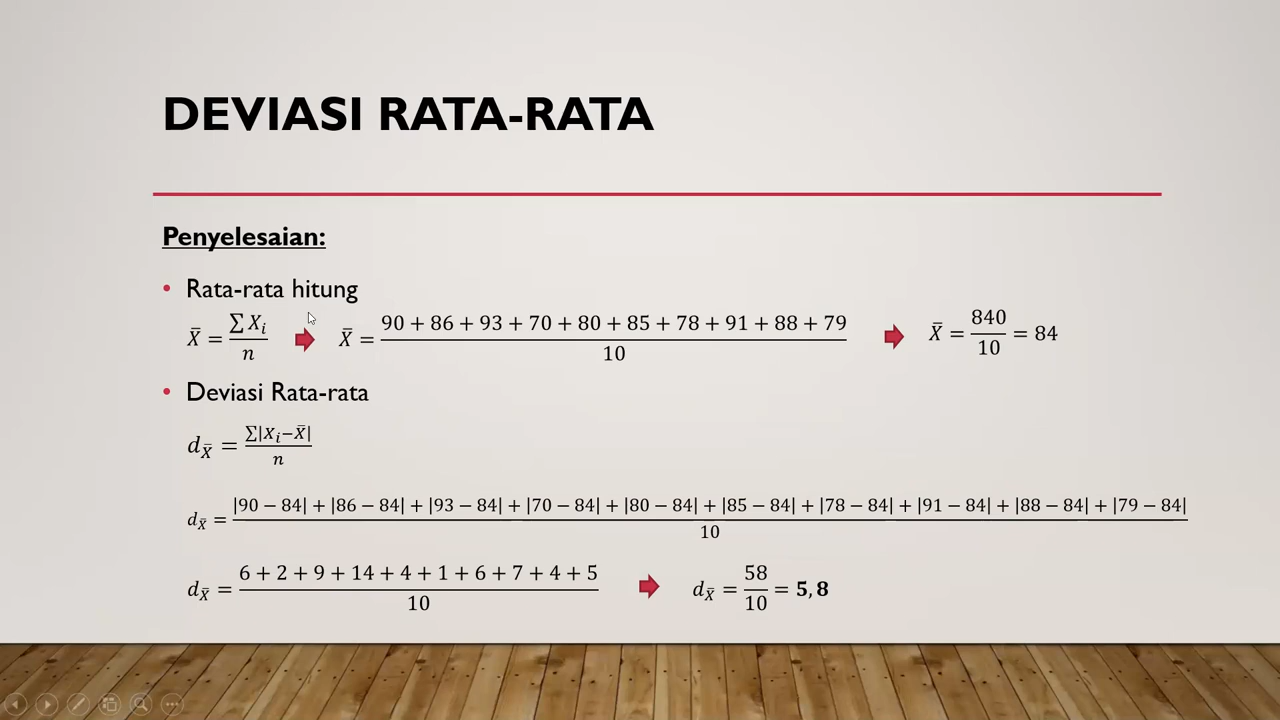 DEVIASI RATA-RATA
Penyelesaian:
• Rata-rata hitung
X̄ = ∑ Xᵢ / n ➡ X̄ = 90 + 86 + 93 + 70 + 80 + 85 + 78 + 91 + 88 + 79 / 10 ➡ X̄ = 840 / 10 = 84
• Deviasi Rata-rata
d_X̄ = ∑|Xᵢ−X̄| / n
d_X̄ = |90 − 84| + |86 − 84| + |93 − 84| + |70 − 84| + |80 − 84| + |85 − 84| + |78 − 84| + |91 − 84| + |88 − 84| + |79 − 84| / 10
d_X̄ = 6 + 2 + 9 + 14 + 4 + 1 + 6 + 7 + 4 + 5 / 10 ➡ d_X̄ = 58 / 10 = 5,8